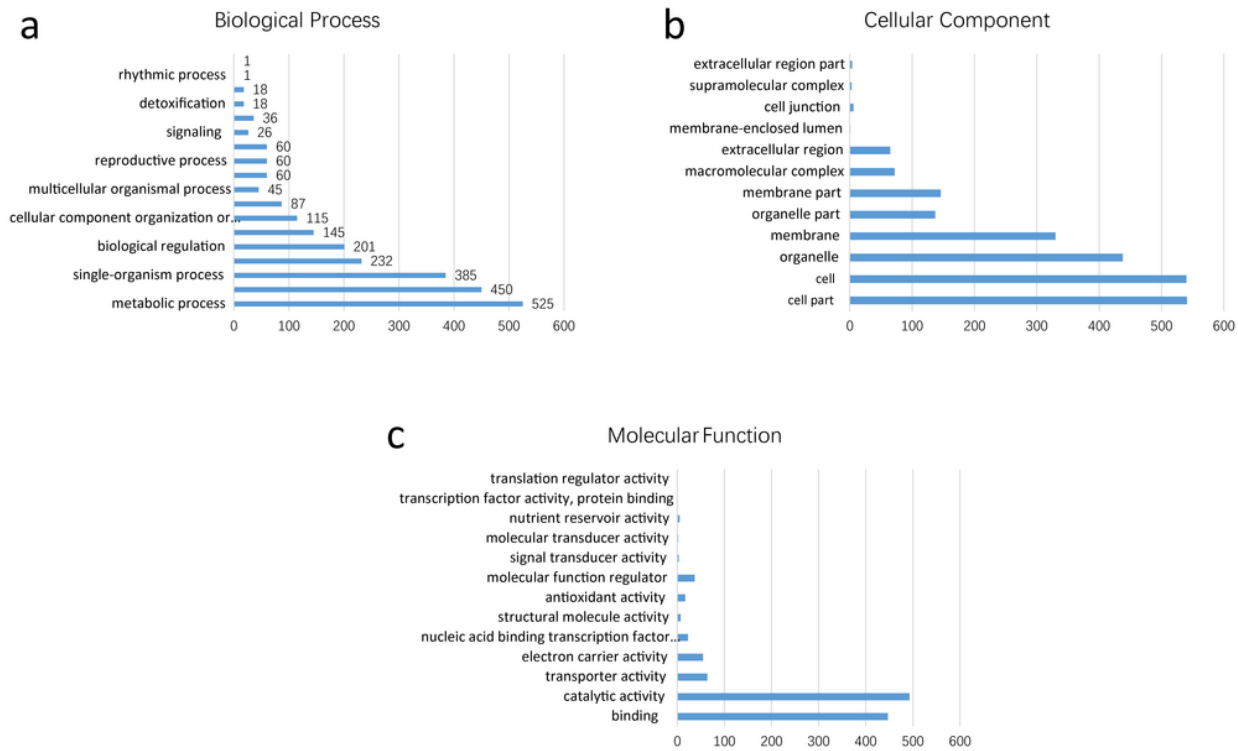 a
Biological Process
1
rhythmic process 1
18
detoxification 18
36
signaling 26
60
reproductive process 60
60
multicellular organismal process 45
87
cellular component organization or... 115
145
biological regulation 201
232
single-organism process 385
450
metabolic process 525
0 100 200 300 400 500 600
b
Cellular Component
extracellular region part
supramolecular complex
cell junction
membrane-enclosed lumen
extracellular region
macromolecular complex
membrane part
organelle part
membrane
organelle
cell
cell part
0 100 200 300 400 500 600
c
Molecular Function
translation regulator activity
transcription factor activity, protein binding
nutrient reservoir activity
molecular transducer activity
signal transducer activity
molecular function regulator
antioxidant activity
structural molecule activity
nucleic acid binding transcription factor...
electron carrier activity
transporter activity
catalytic activity
binding
0 100 200 300 400 500 600